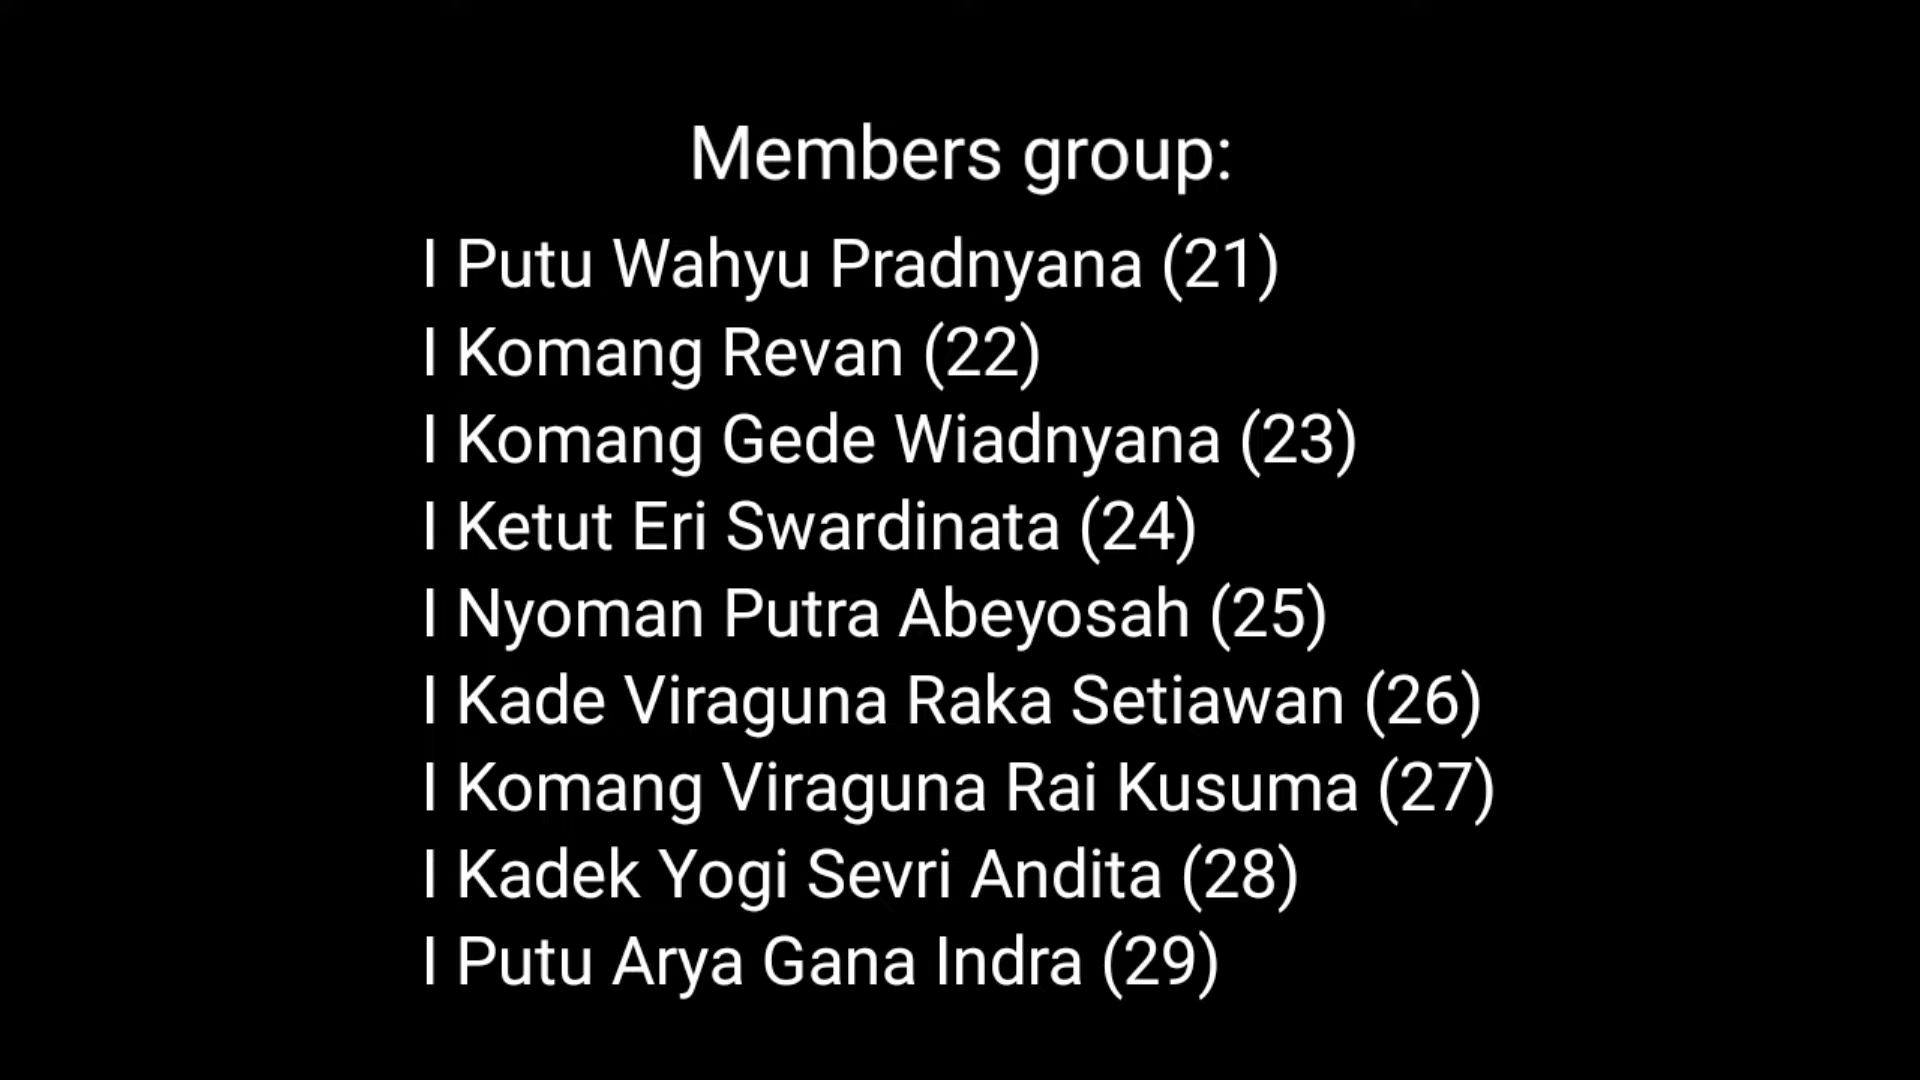 Members group:
I Putu Wahyu Pradnyana (21)
I Komang Revan (22)
I Komang Gede Wiadnyana (23)
I Ketut Eri Swardinata (24)
I Nyoman Putra Abeyosah (25)
I Kade Viraguna Raka Setiawan (26)
I Komang Viraguna Rai Kusuma (27)
I Kadek Yogi Sevri Andita (28)
I Putu Arya Gana Indra (29)